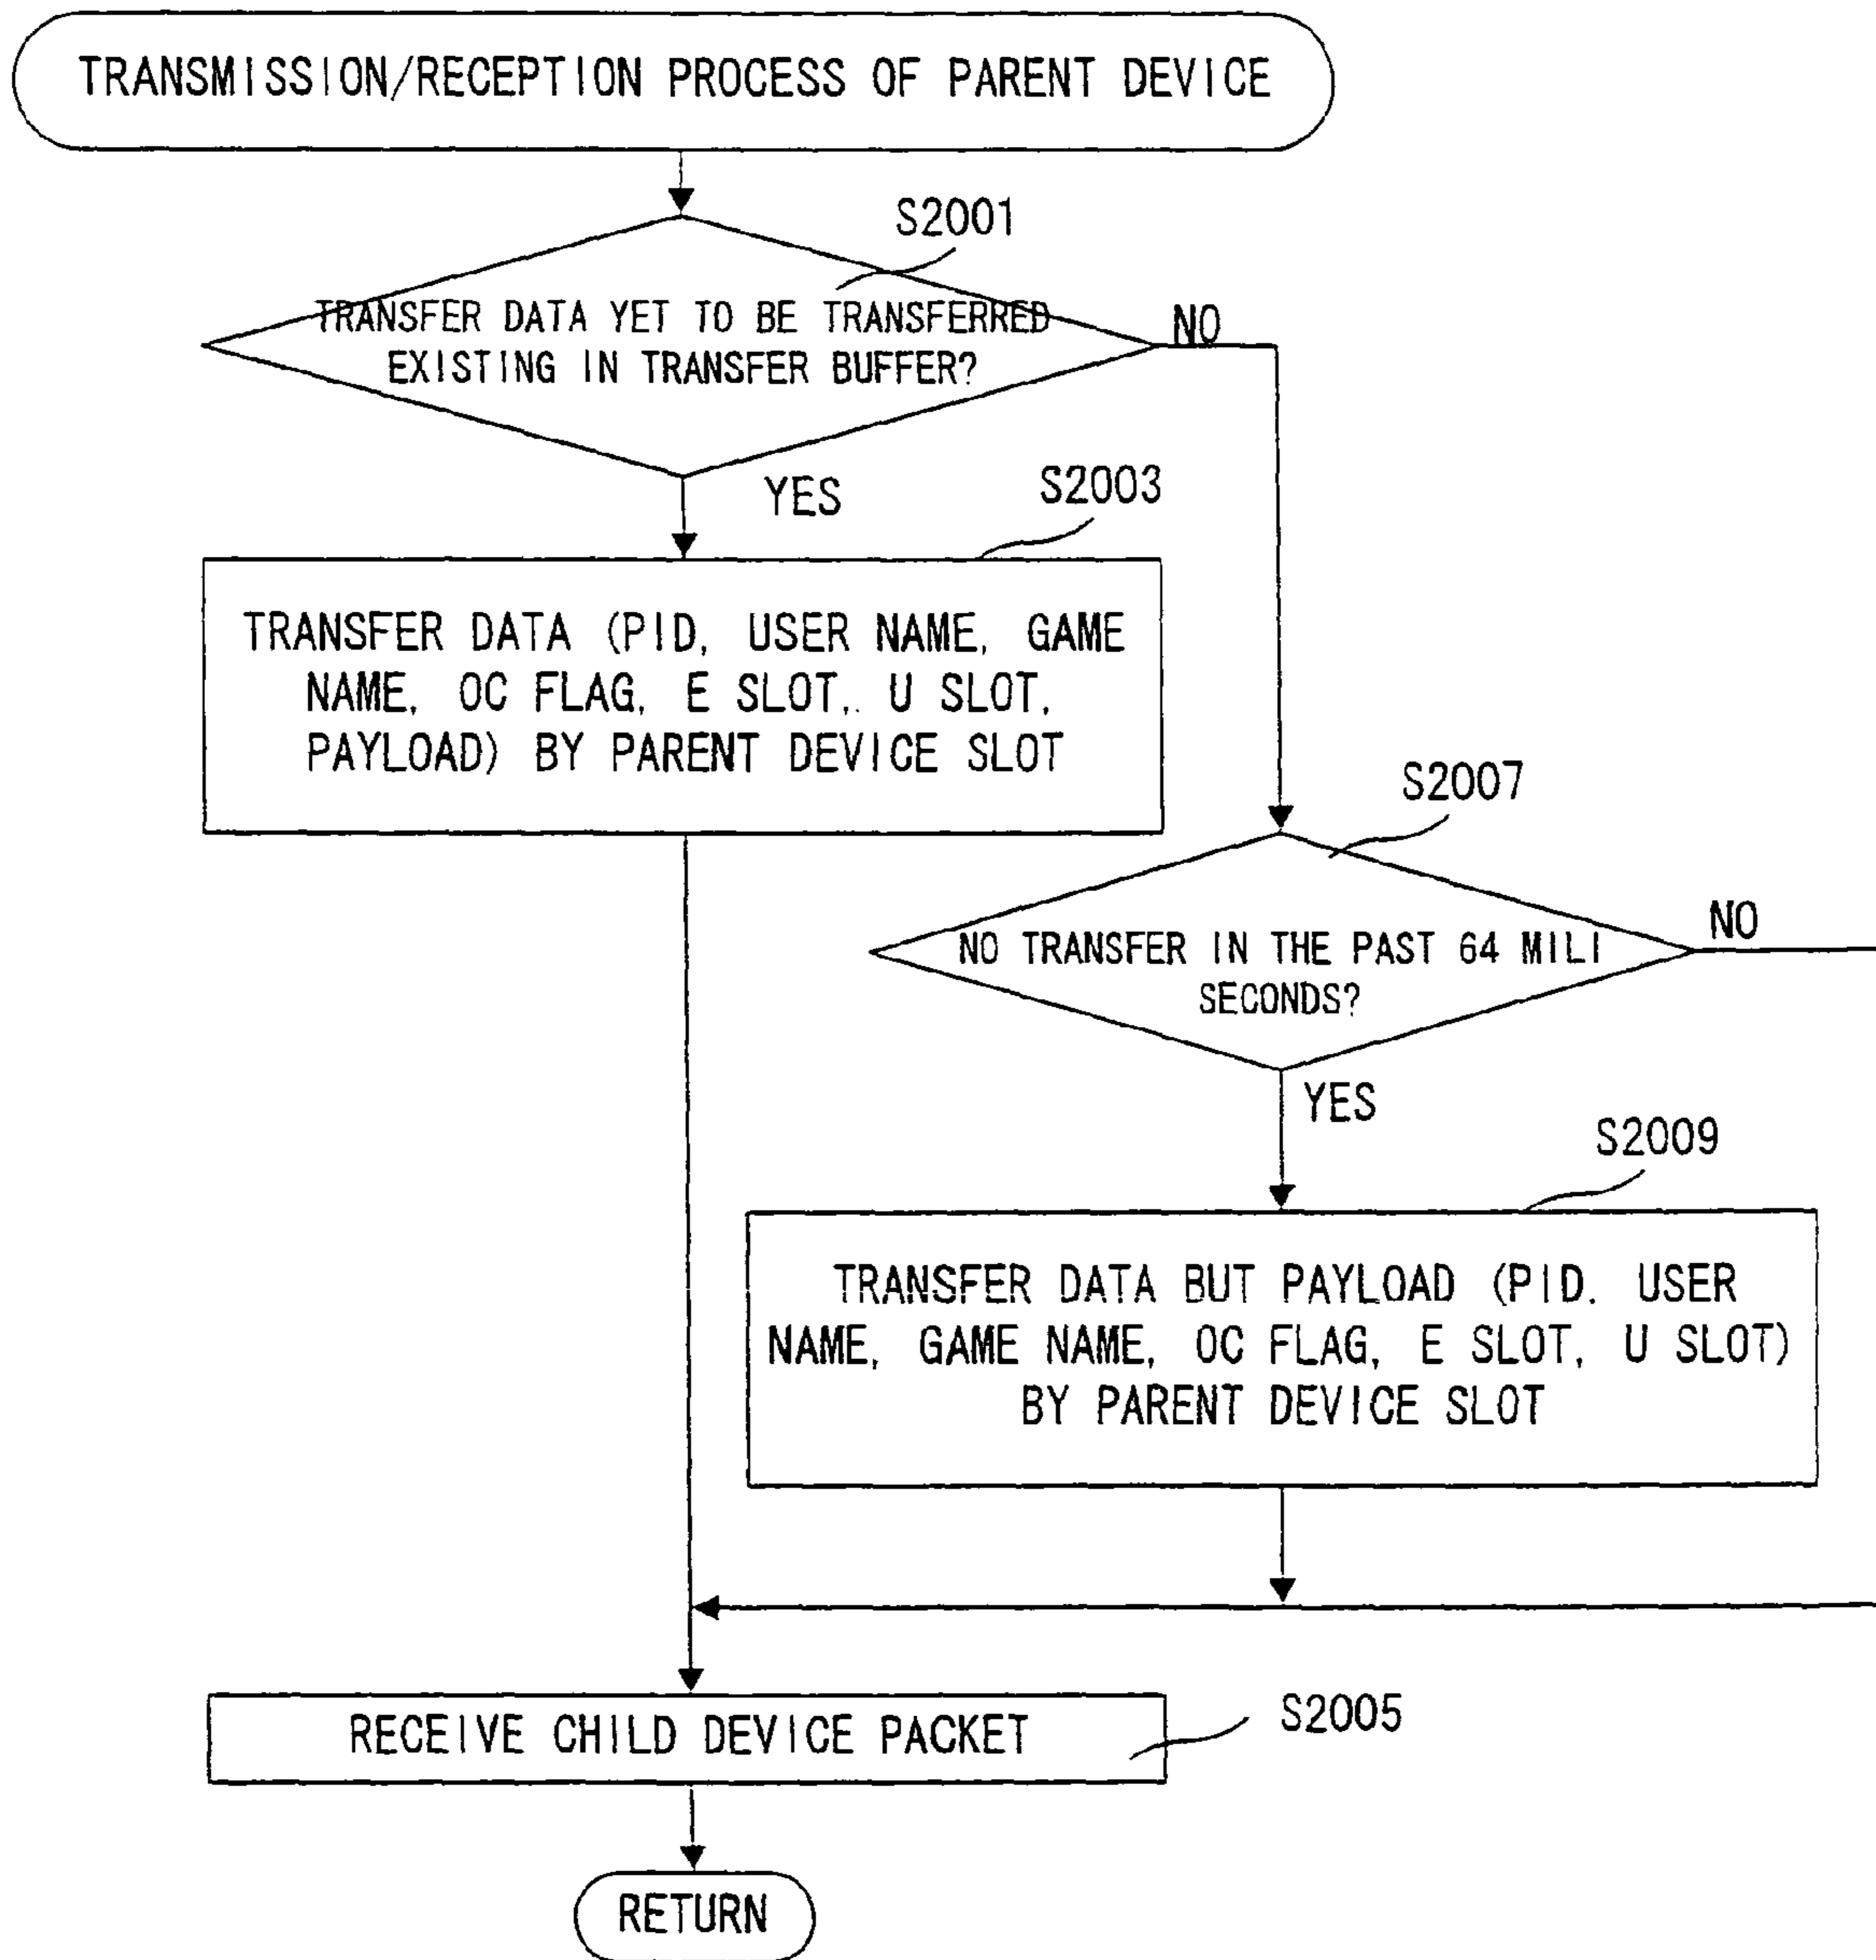 TRANSMISSION/RECEPTION PROCESS OF PARENT DEVICE
S2001
TRANSFER DATA YET TO BE TRANSFERRED
EXISTING IN TRANSFER BUFFER?
NO
YES
S2003
TRANSFER DATA (PID, USER NAME, GAME
NAME, OC FLAG, E SLOT, U SLOT,
PAYLOAD) BY PARENT DEVICE SLOT
S2007
NO TRANSFER IN THE PAST 64 MILI
SECONDS?
NO
YES
S2009
TRANSFER DATA BUT PAYLOAD (PID. USER
NAME, GAME NAME, OC FLAG, E SLOT, U SLOT)
BY PARENT DEVICE SLOT
RECEIVE CHILD DEVICE PACKET
S2005
RETURN